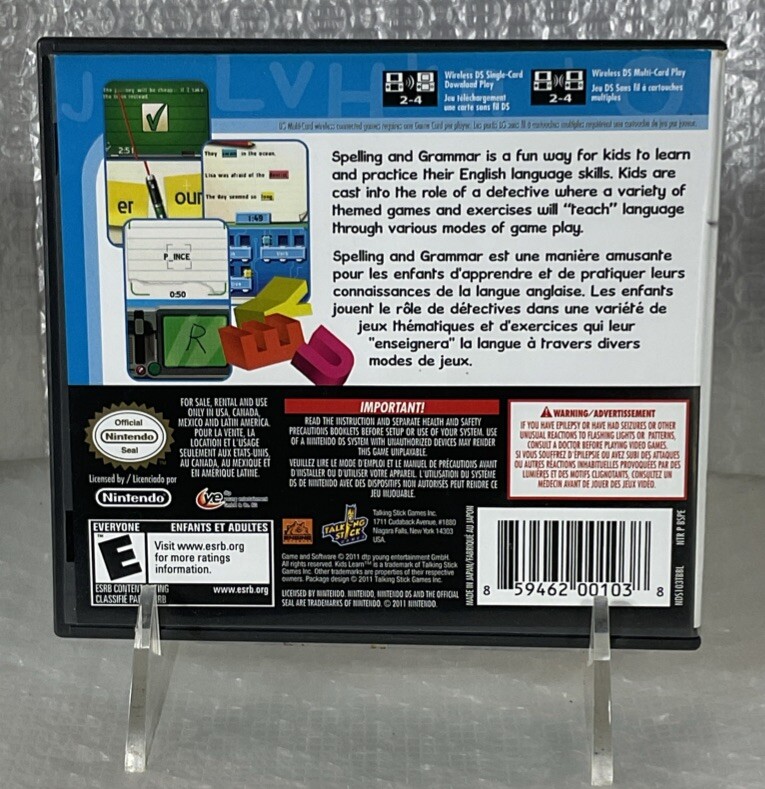 Wireless DS Single-Card
Download Play
Jeu téléchargement
une carte sans fil DS
2-4
Wireless DS Multi-Card Play
Jeu DS Sans fil à cartouches
multiples
2-4
They in the ocean.
Lisa was afraid of the
The dog seemed so
1:49
er our
P_INCE
0:50
R
Spelling and Grammar is a fun way for kids to learn
and practice their English language skills. Kids are
cast into the role of a detective where a variety of
themed games and exercises will "teach" language
through various modes of game play.
Spelling and Grammar est une manière amusante
pour les enfants d'apprendre et de pratiquer leurs
connaissances de la langue anglaise. Les enfants
jouent le rôle de détectives dans une variété de
jeux thématiques et d'exercices qui leur
"enseignera" la langue à travers divers
modes de jeux.
Official
Nintendo
Seal
FOR SALE, RENTAL AND USE
ONLY IN USA, CANADA,
MEXICO AND LATIN AMERICA.
POUR LA VENTE, LA
LOCATION ET L'USAGE
SEULEMENT AUX ETATS-UNIS,
AU CANADA, AU MEXIQUE ET
EN AMÉRIQUE LATINE.
Licensed by / Licenciado por
Nintendo
IMPORTANT!
READ THE INSTRUCTION AND SEPARATE HEALTH AND SAFETY
PRECAUTIONS BOOKLETS BEFORE SETUP OR USE OF YOUR SYSTEM. USE
OF A NINTENDO DS SYSTEM WITH UNAUTHORIZED DEVICES MAY RENDER
THIS GAME UNPLAYABLE.
VEUILLEZ LIRE LE MODE D'EMPLOI ET LE MANUEL DE PRÉCAUTIONS AVANT
D'INSTALLER OU D'UTILISER VOTRE APPAREIL. L'UTILISATION DU SYSTÈME
DS DE NINTENDO AVEC DES DISPOSITIFS NON AUTORISÉS PEUT RENDRE CE
JEU INJOUABLE.
WARNING/ADVERTISSEMENT
IF YOU HAVE EPILEPSY OR HAVE HAD SEIZURES OR OTHER
UNUSUAL REACTIONS TO FLASHING LIGHTS OR PATTERNS,
CONSULT A DOCTOR BEFORE PLAYING VIDEO GAMES.
SI VOUS SOUFFREZ D'ÉPILEPSIE OU AVEZ SUBI DES ATTAQUES
OU AUTRES RÉACTIONS INHABITUELLES PROVOQUÉES PAR DES
LUMIÈRES ET DES MOTIFS CLIGNOTANTS, CONSULTEZ UN
MÉDECIN AVANT DE JOUER DES JEUX VIDÉO.
EVERYONE ENFANTS ET ADULTES
E
Visit www.esrb.org
for more ratings
information.
ESRB CONTENT
CLASSIFIÉ
www.esrb.org
TALKING
STICK
GAMES
Talking Stick Games Inc.
1711 Cudaback Avenue, #1880
Niagara Falls, New York 14303
USA.
Game and Software © 2011 dtp young entertainment GmbH.
All rights reserved. Kids Learn™ is a trademark of Talking Stick
Games Inc. Other trademarks are properties of their respective
owners. Package design © 2011 Talking Stick Games Inc.
LICENSED BY NINTENDO. NINTENDO, NINTENDO DS AND THE OFFICIAL
SEAL ARE TRADEMARKS OF NINTENDO. © 2011 NINTENDO.
MADE IN JAPAN/FABRIQUÉ AU JAPON
8 59462 00103 8
NTR P BSPE